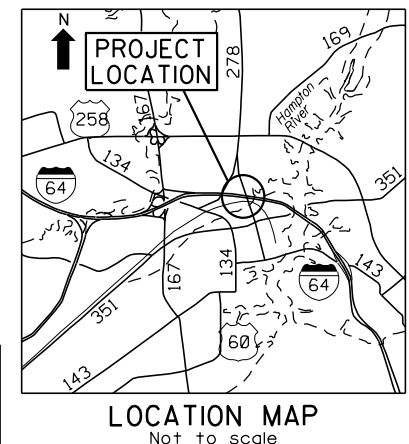 N
PROJECT
LOCATION
278
169
167
Hampton
River
258
134
64
351
351
167
134
143
64
60
143
LOCATION MAP
Not to scale